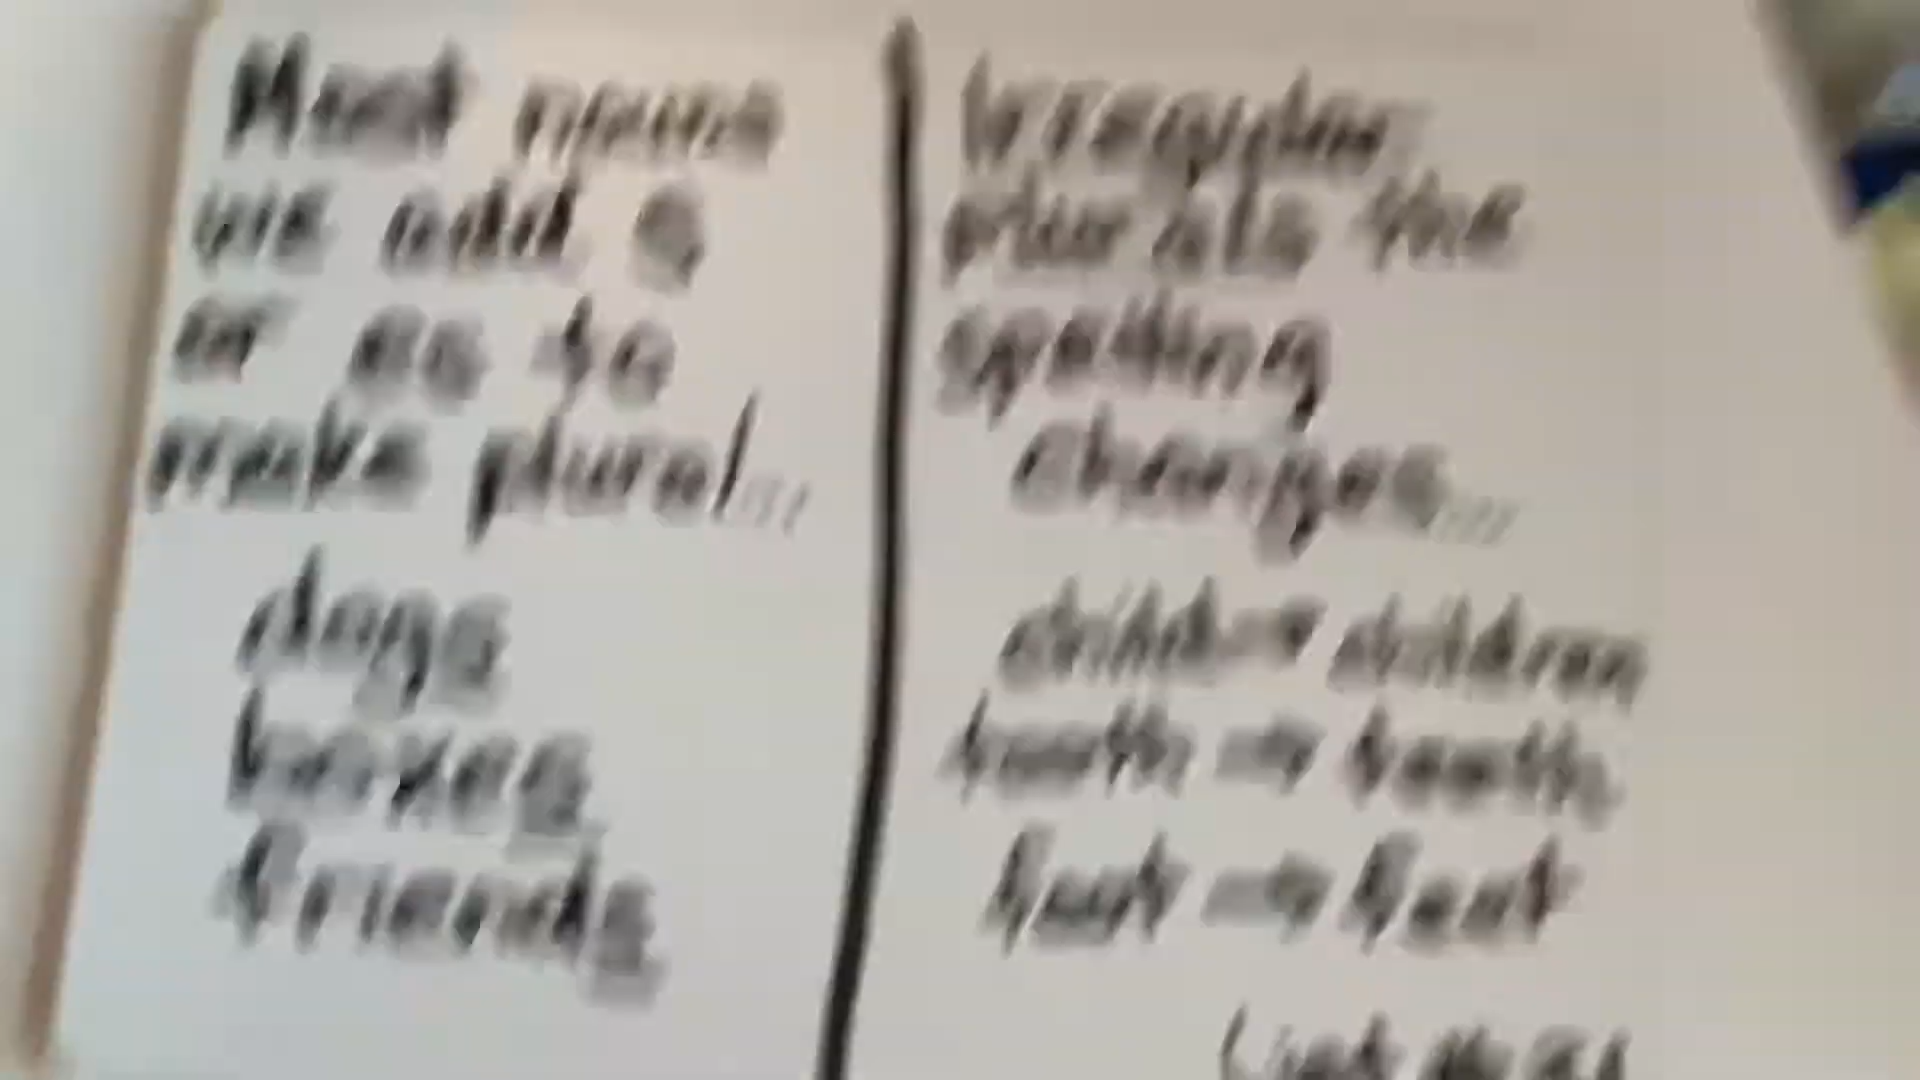 Most nouns
we add s
or es to
make plural...
dogs
boxes
friends
Irregular
plurals the
spelling
changes...
child → children
tooth → teeth
foot → feet